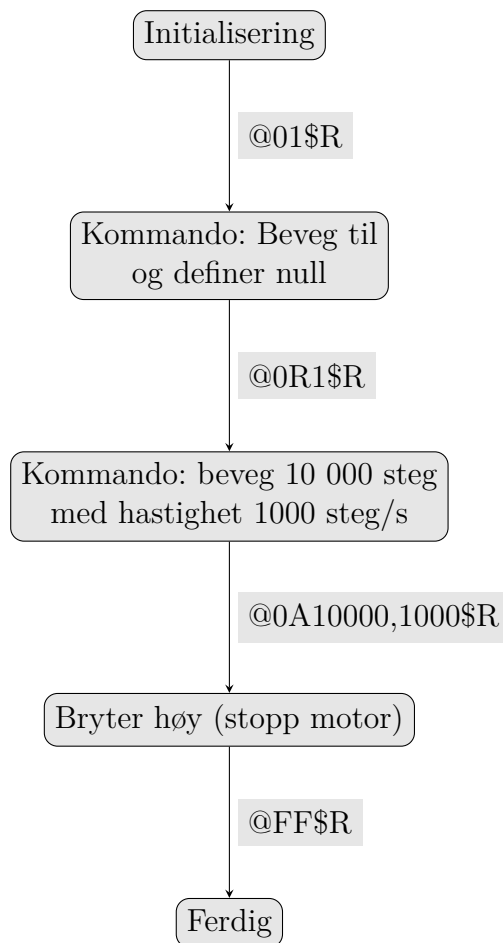 Initialisering
@01$R
Kommando: Beveg til
og definer null
@0R1$R
Kommando: beveg 10 000 steg
med hastighet 1000 steg/s
@0A10000,1000$R
Bryter høy (stopp motor)
@FF$R
Ferdig